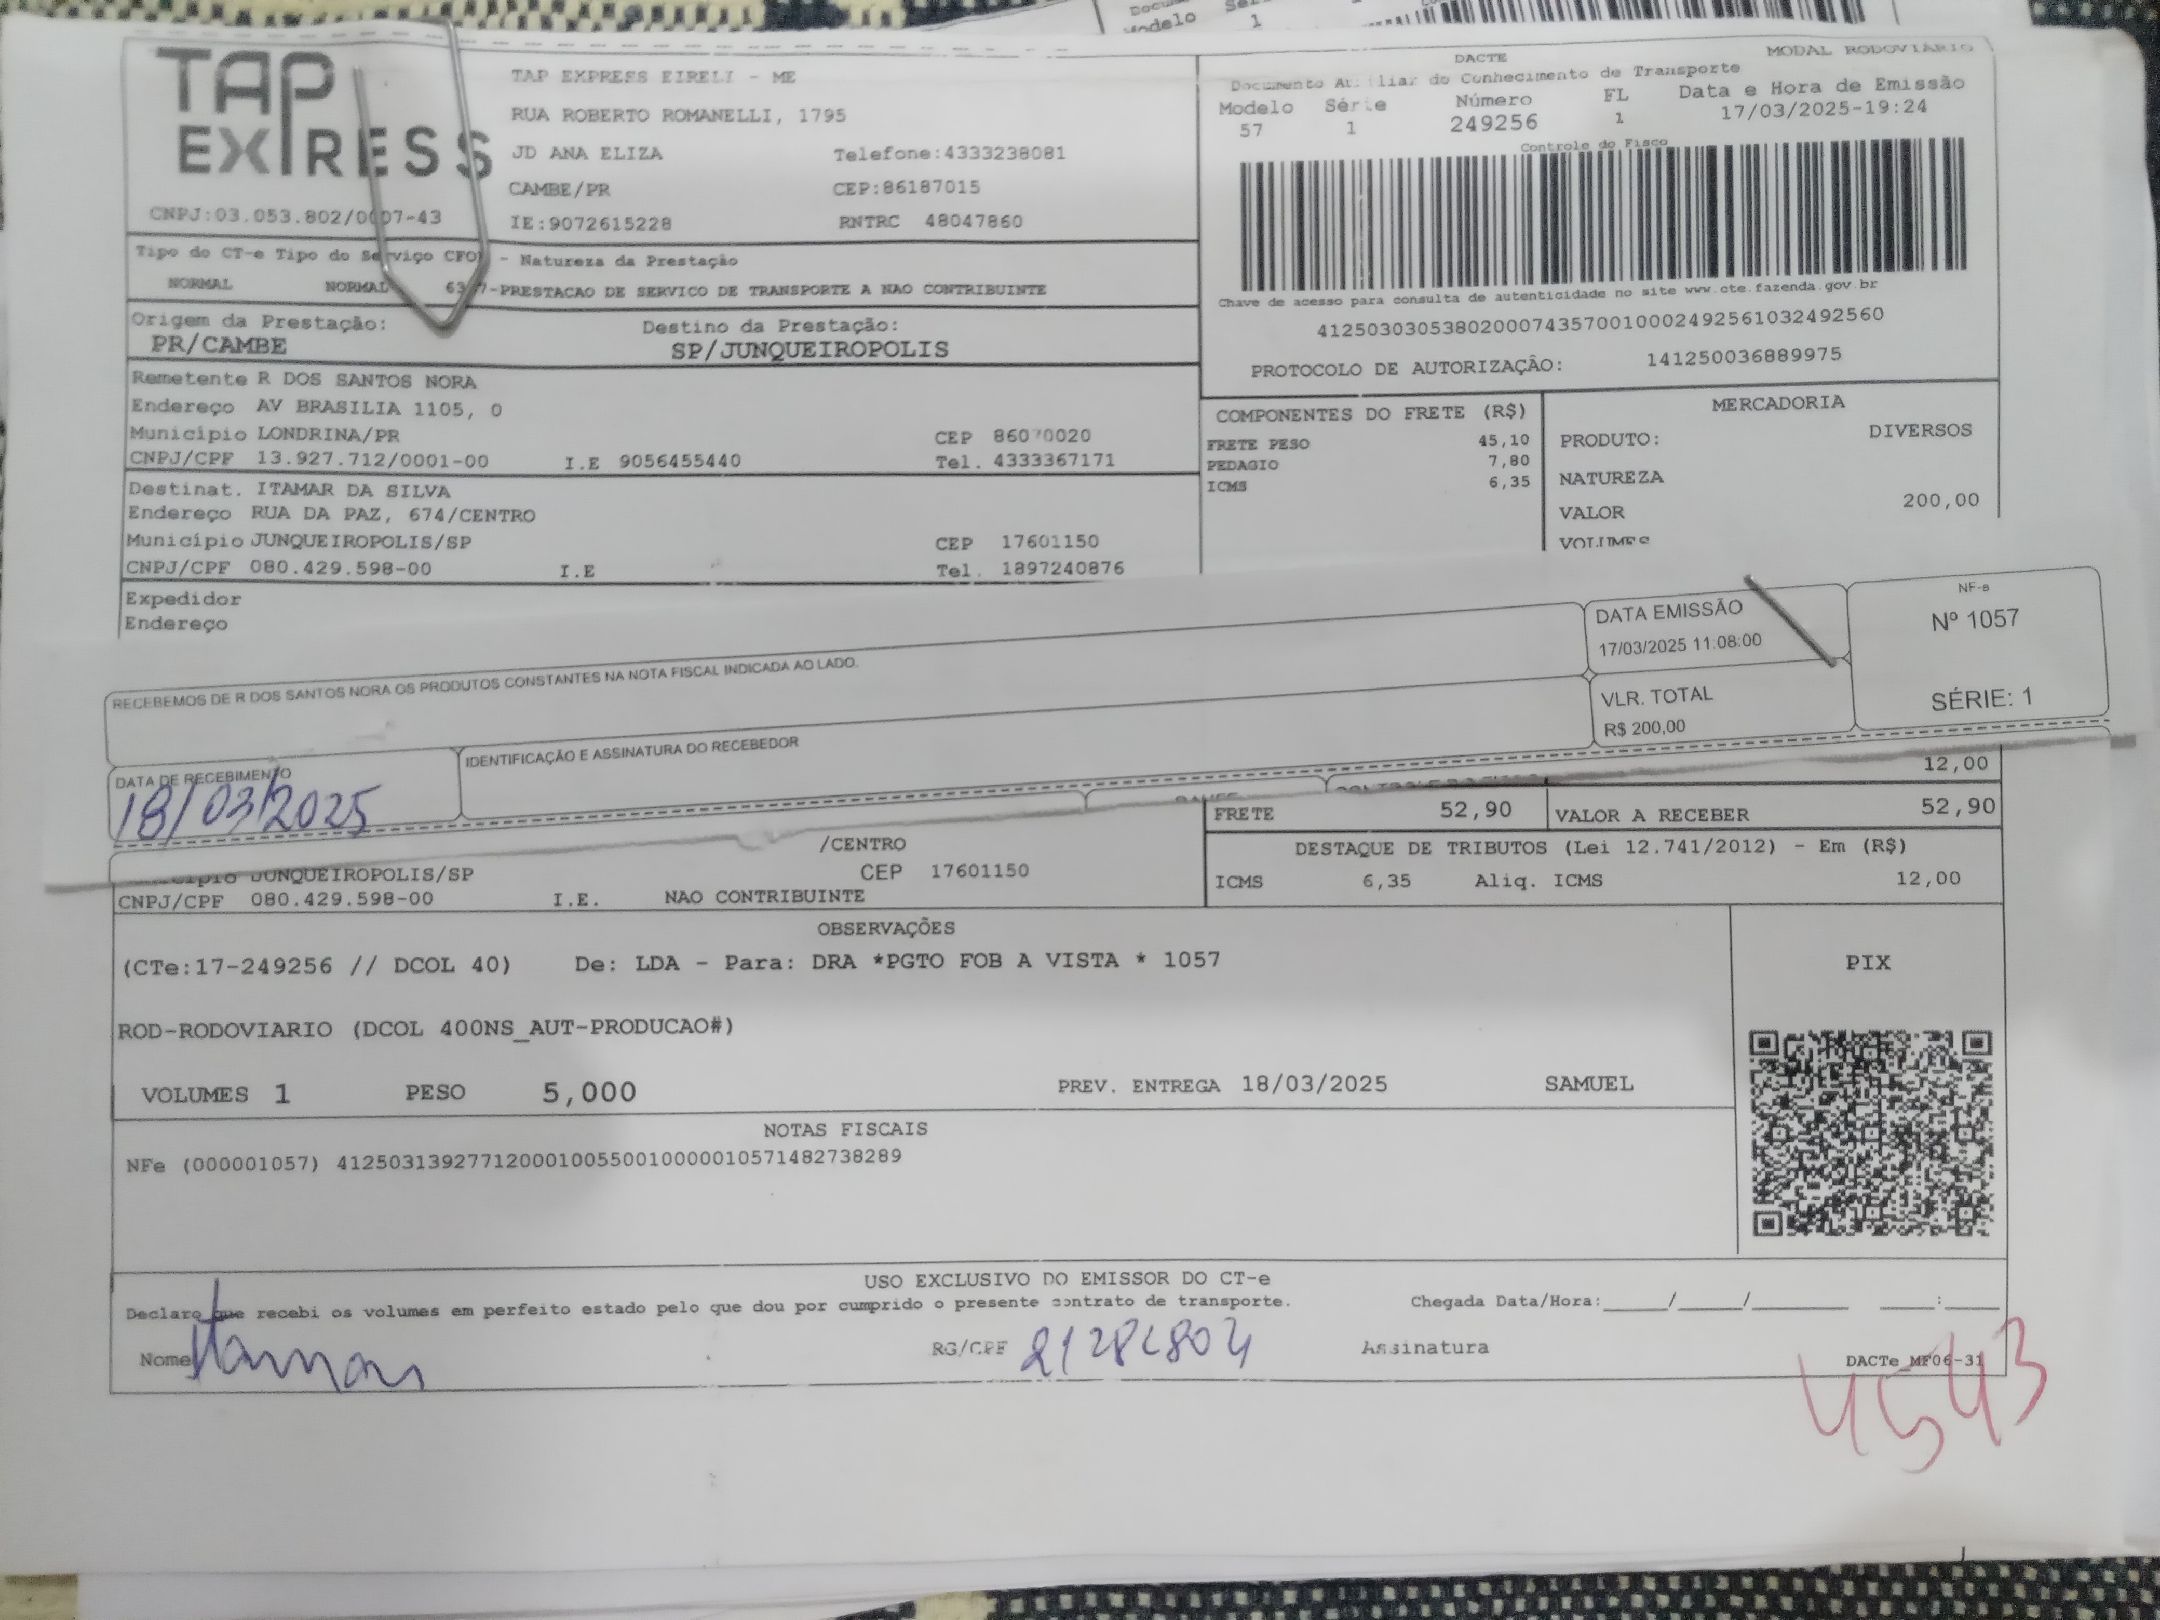 Modelo
1
TAP EXPRESS
CNPJ:03.053.802/0007-43
TAP EXPRESS EIRELI - ME
RUA ROBERTO ROMANELLI, 1795
JD ANA ELIZA Telefone:4333238081
CAMBE/PR CEP:86187015
IE:9072615228 RNTRC 48047860
DACTE MODAL RODOVIÁRIO
Documento Auxiliar do Conhecimento de Transporte
Modelo Série Número FL Data e Hora de Emissão
57 1 249256 1 17/03/2025-19:24
Controle do Fisco
Chave de acesso para consulta de autenticidade no site www.cte.fazenda.gov.br
41250303053802000743570010002492561032492560
PROTOCOLO DE AUTORIZAÇÃO: 141250036889975
Tipo do CT-e Tipo do Serviço CFOP - Natureza da Prestação
NORMAL NORMAL -PRESTACAO DE SERVICO DE TRANSPORTE A NAO CONTRIBUINTE
Origem da Prestação: Destino da Prestação:
PR/CAMBE SP/JUNQUEIROPOLIS
Remetente R DOS SANTOS NORA
Endereço AV BRASILIA 1105, 0
Município LONDRINA/PR CEP 86070020
CNPJ/CPF 13.927.712/0001-00 I.E 9056455440 Tel. 4333367171
Destinat. ITAMAR DA SILVA
Endereço RUA DA PAZ, 674/CENTRO
Município JUNQUEIROPOLIS/SP CEP 17601150
CNPJ/CPF 080.429.598-00 I.E Tel. 1897240876
Expedidor
Endereço
COMPONENTES DO FRETE (R$)
FRETE PESO 45,10
PEDAGIO 7,80
ICMS 6,35
MERCADORIA
PRODUTO: DIVERSOS
NATUREZA
VALOR 200,00
VOLUMES
RECEBEMOS DE R DOS SANTOS NORA OS PRODUTOS CONSTANTES NA NOTA FISCAL INDICADA AO LADO.
DATA EMISSÃO
17/03/2025 11:08:00
VLR. TOTAL
R$ 200,00
NF-e
Nº 1057
SÉRIE: 1
DATA DE RECEBIMENTO
18/03/2025
IDENTIFICAÇÃO E ASSINATURA DO RECEBEDOR
12,00
FRETE 52,90 VALOR A RECEBER 52,90
DESTAQUE DE TRIBUTOS (Lei 12.741/2012) - Em (R$)
ICMS 6,35 Aliq. ICMS 12,00
/CENTRO
Município JUNQUEIROPOLIS/SP CEP 17601150
CNPJ/CPF 080.429.598-00 I.E. NAO CONTRIBUINTE
OBSERVAÇÕES
(CTe:17-249256 // DCOL 40) De: LDA - Para: DRA *PGTO FOB A VISTA * 1057
ROD-RODOVIARIO (DCOL 400NS_AUT-PRODUCAO#)
VOLUMES 1 PESO 5,000 PREV. ENTREGA 18/03/2025 SAMUEL
PIX
NOTAS FISCAIS
NFe (000001057) 41250313927712000100550010000010571482738289
USO EXCLUSIVO DO EMISSOR DO CT-e
Declaro que recebi os volumes em perfeito estado pelo que dou por cumprido o presente contrato de transporte. Chegada Data/Hora:_____/_____/________ _____:_____
Nome Itamar RG/CPF Assinatura
DACTe_MF06-31
4543